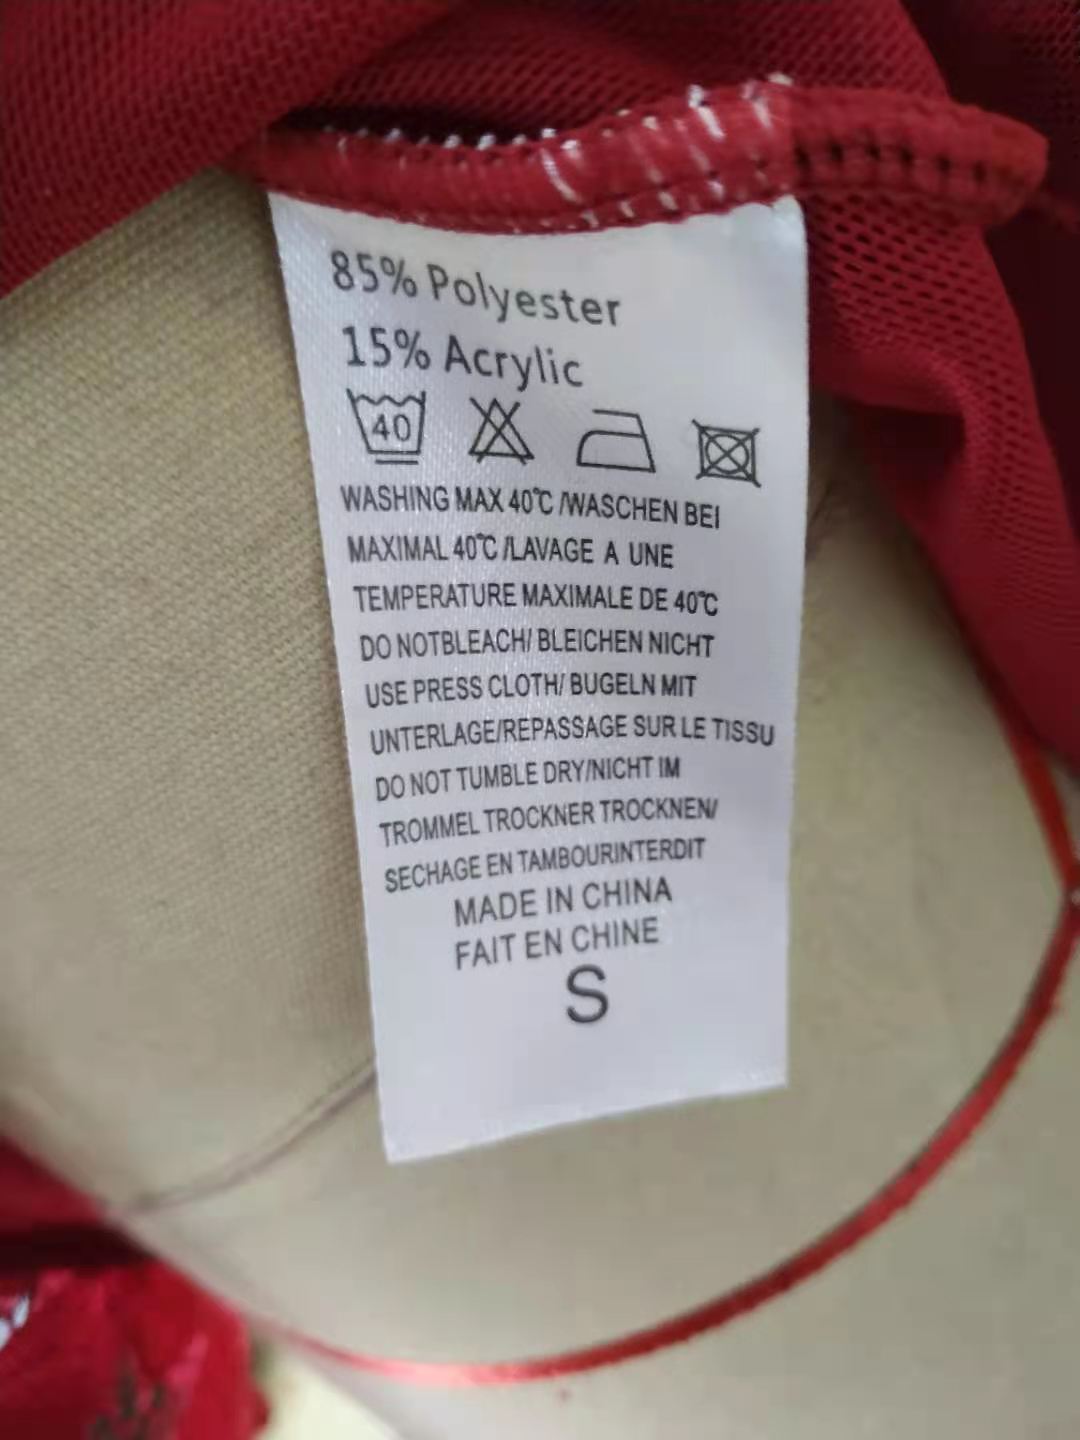 85% Polyester
15% Acrylic
40
WASHING MAX 40℃ /WASCHEN BEI
MAXIMAL 40℃ /LAVAGE A UNE
TEMPERATURE MAXIMALE DE 40℃
DO NOTBLEACH/ BLEICHEN NICHT
USE PRESS CLOTH/ BUGELN MIT
UNTERLAGE/REPASSAGE SUR LE TISSU
DO NOT TUMBLE DRY/NICHT IM
TROMMEL TROCKNER TROCKNEN/
SECHAGE EN TAMBOURINTERDIT
MADE IN CHINA
FAIT EN CHINE
S